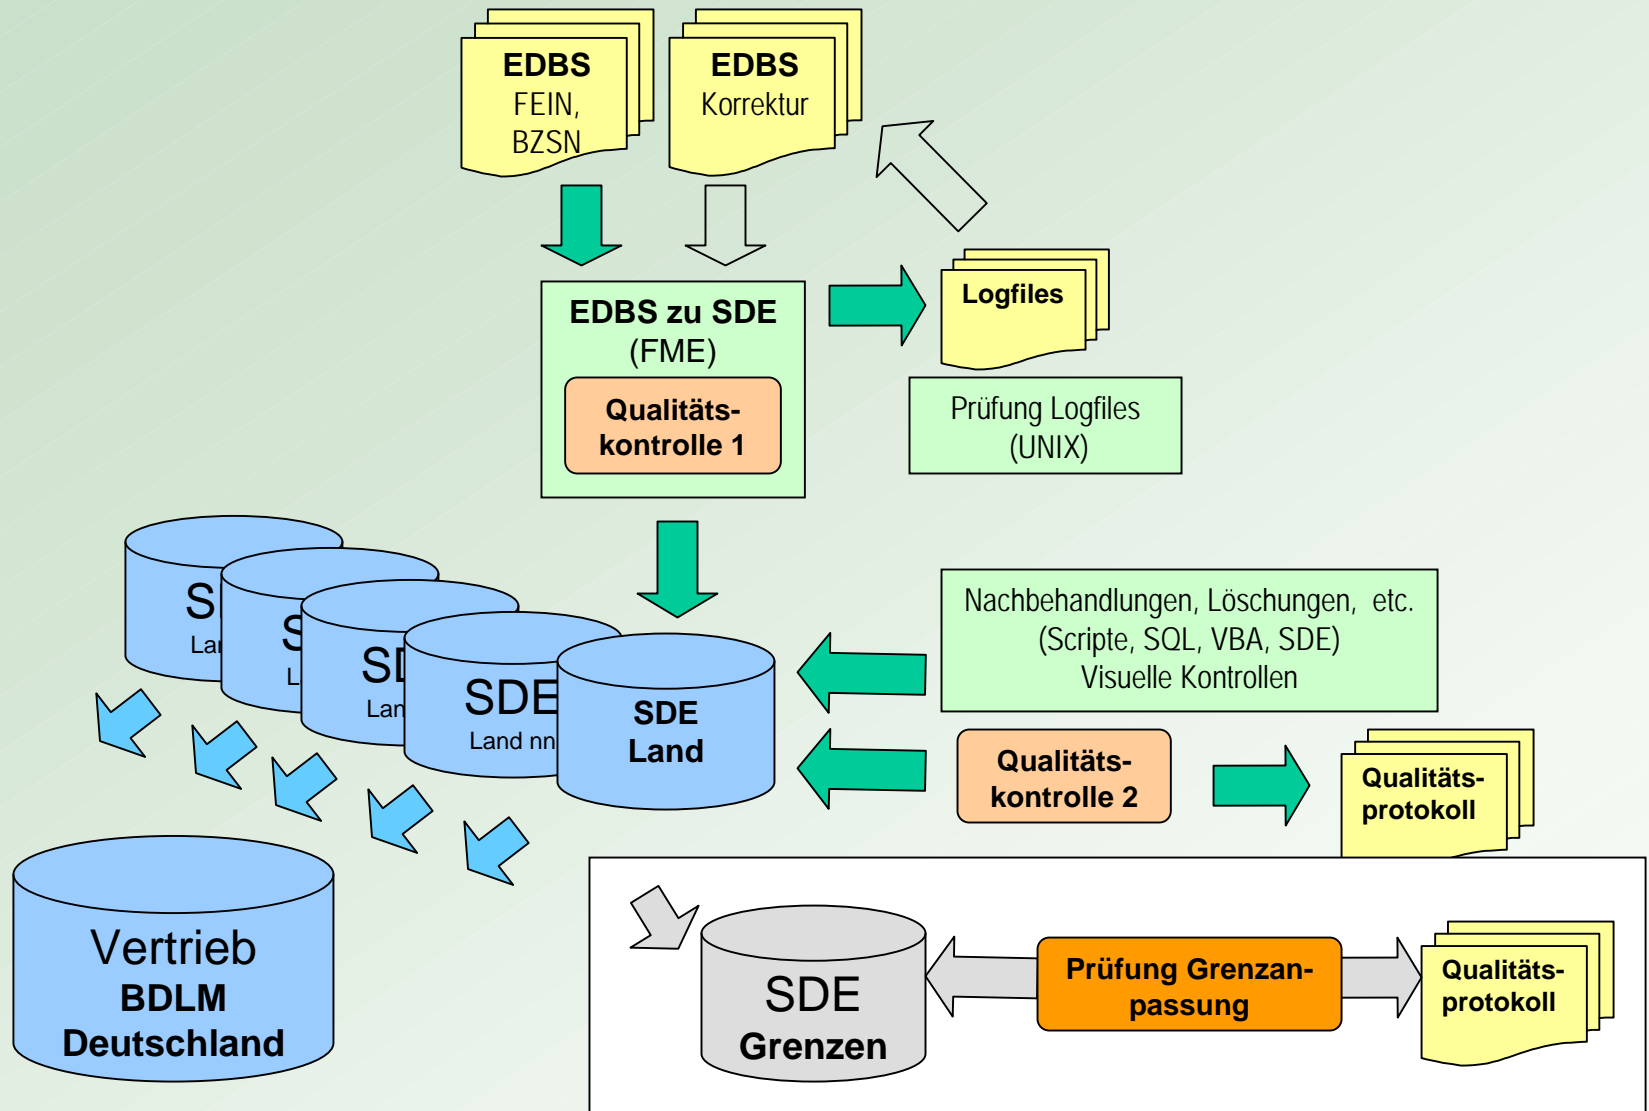 EDBS
FEIN,
BZSN
EDBS
Korrektur
EDBS zu SDE
(FME)
Qualitäts-
kontrolle 1
Logfiles
Prüfung Logfiles
(UNIX)
SDE
Land nn
SDE
Land
Nachbehandlungen, Löschungen, etc.
(Scripte, SQL, VBA, SDE)
Visuelle Kontrollen
Qualitäts-
kontrolle 2
Qualitäts-
protokoll
Vertrieb
BDLM
Deutschland
SDE
Grenzen
Prüfung Grenzan-
passung
Qualitäts-
protokoll